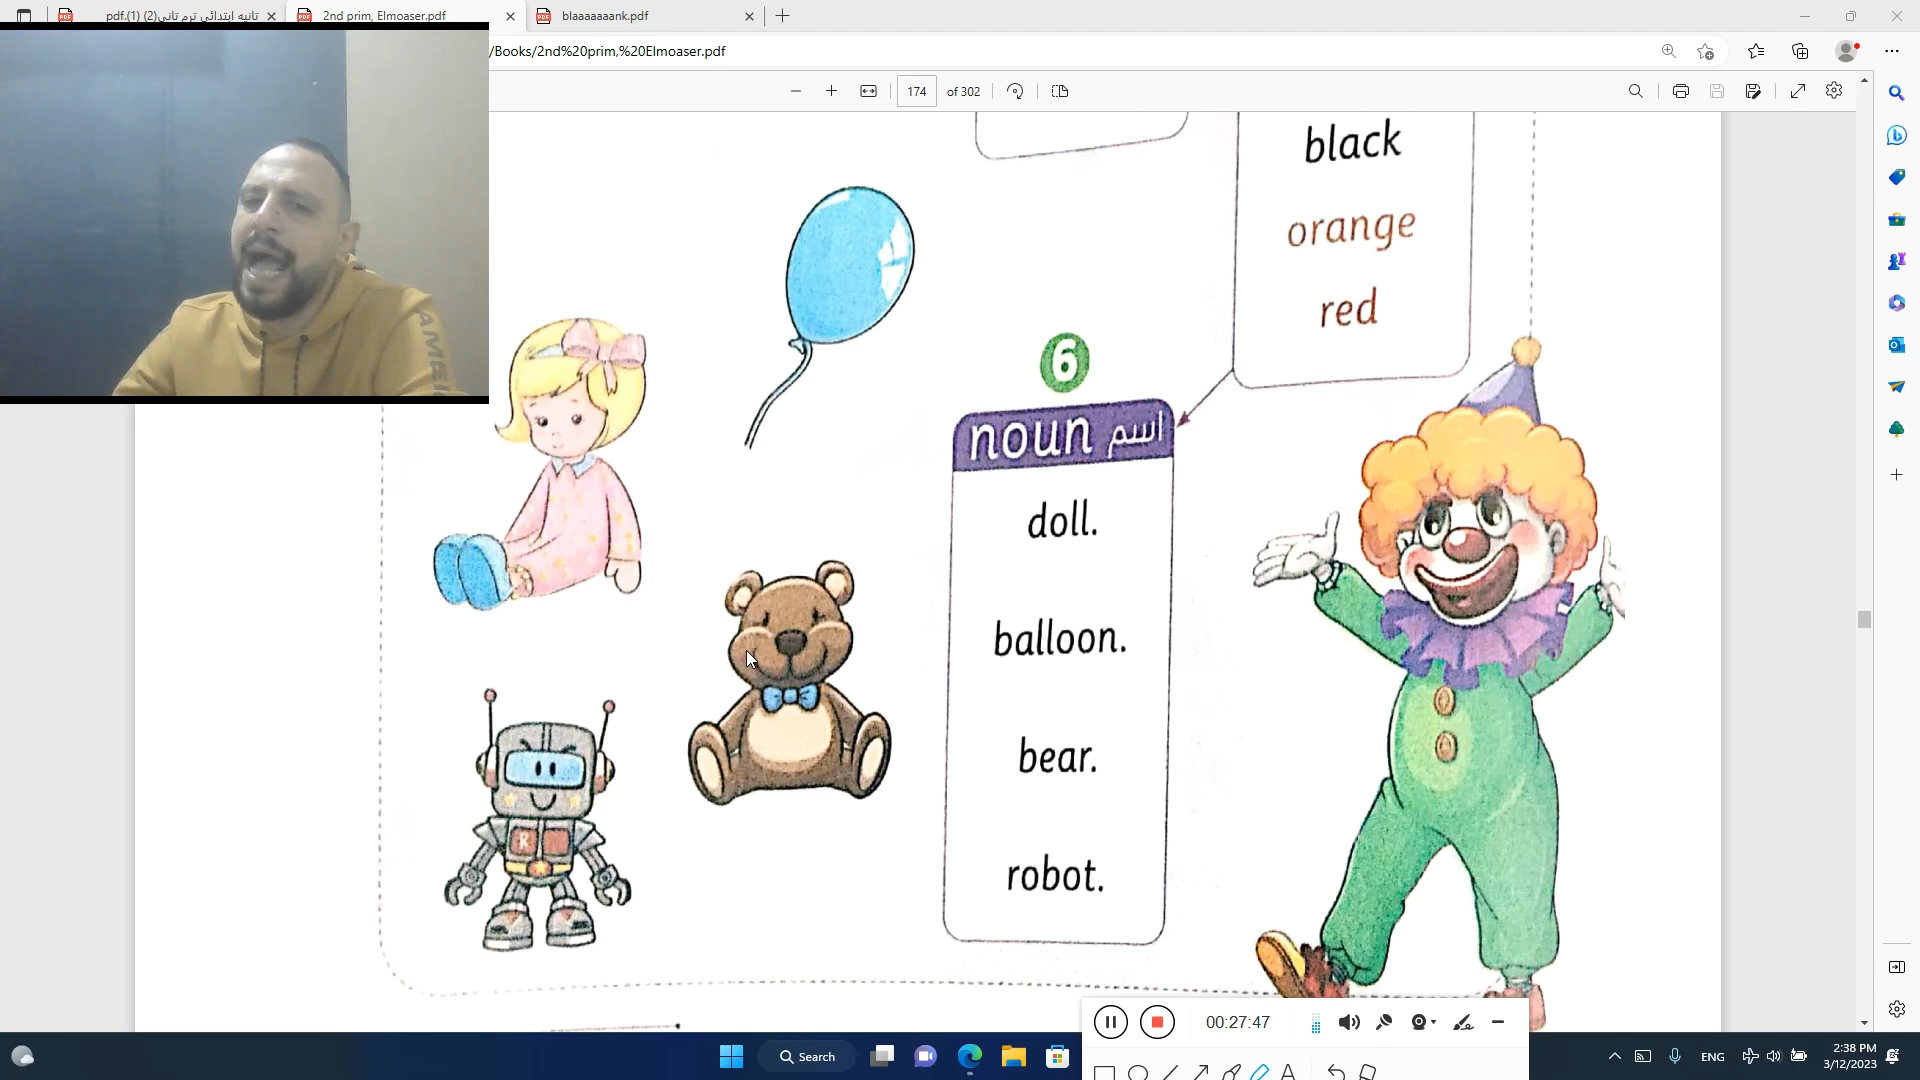 تانيه ابتدائي ترم تاني(2) (1).pdf
2nd prim, Elmoaser.pdf
blaaaaaaank.pdf
/Books/2nd%20prim,%20Elmoaser.pdf
174 of 302
black
orange
red
6
noun اسم
doll.
balloon.
bear.
robot.
R
AMERI
00:27:47
Search
ENG
2:38 PM
3/12/2023